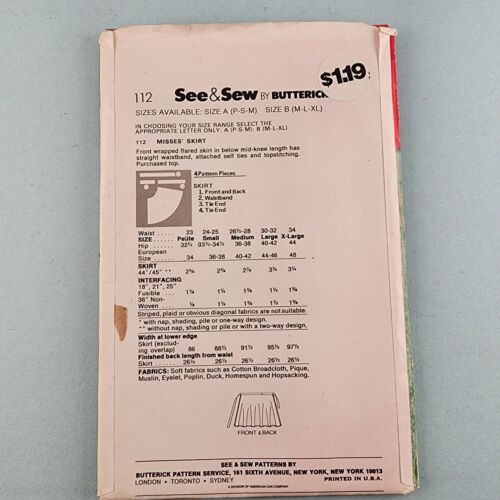 $1.19
112 See&Sew BY BUTTERICK
SIZES AVAILABLE: SIZE A (P-S-M) SIZE B (M-L-XL)
IN CHOOSING YOUR SIZE RANGE SELECT THE
APPROPRIATE LETTER ONLY: A (P-S-M); B (M-L-XL)
112 MISSES' SKIRT
Front wrapped flared skirt in below mid-knee length has
straight waistband, attached self ties and topstitching.
Purchased top.
4 Pattern Pieces
SKIRT
1. Front and Back
2. Waistband
3. Tie End
4. Tie End
Waist 23 24-25 26½-28 30-32 34
SIZE Petite Small Medium Large X-Large
Hip 32½ 33½-34½ 36-38 40-42 44
European
Size 34 36-38 40-42 44-46 48
SKIRT
44"/45" **
INTERFACING
18", 21", 25"
Fusible
36" Non-
Woven
Striped, plaid or obvious diagonal fabrics are not suitable.
* with nap, shading, pile or one-way design.
** without nap, shading or pile or with a two-way design.
Width at lower edge
Skirt (exclud-
ing overlap) 86 88½ 91½ 95½ 97½
Finished back length from waist
Skirt 26½ 26½ 26½ 26½ 26½
FABRICS: Soft fabrics such as Cotton Broadcloth, Pique,
Muslin, Eyelet, Poplin, Duck, Homespun and Hopsacking.
FRONT & BACK
SEE & SEW PATTERNS BY
BUTTERICK PATTERN SERVICE, 161 SIXTH AVENUE, NEW YORK, NEW YORK 10013
LONDON • TORONTO • SYDNEY PRINTED IN U.S.A.
A DIVISION OF AMERICAN CAN COMPANY